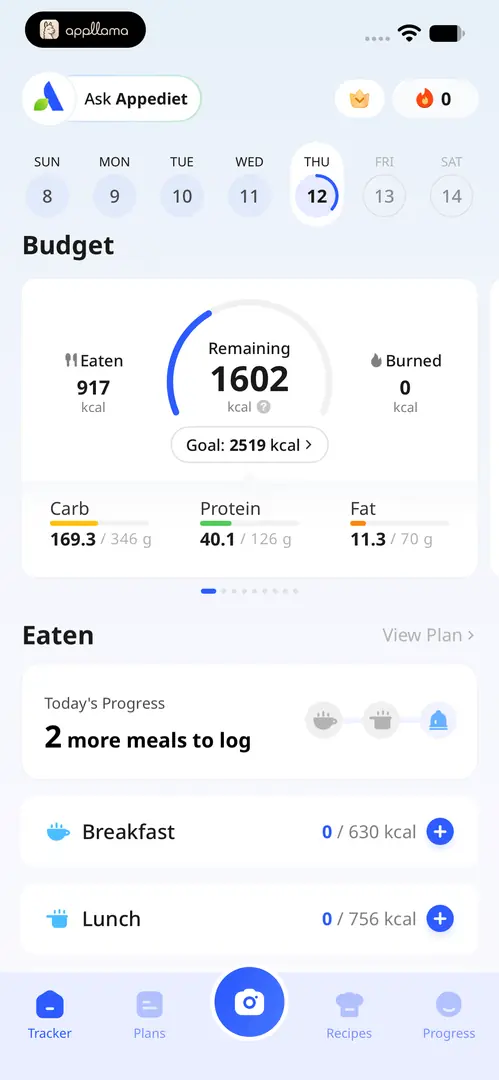 appllama
Ask Appediet
0
SUN MON TUE WED THU FRI SAT
8 9 10 11 12 13 14
Budget
Eaten
917
kcal
Remaining
1602
kcal ?
Burned
0
kcal
Goal: 2519 kcal >
Carb
169.3 / 346 g
Protein
40.1 / 126 g
Fat
11.3 / 70 g
Eaten
View Plan >
Today's Progress
2 more meals to log
Breakfast
0 / 630 kcal
Lunch
0 / 756 kcal
Tracker
Plans
Recipes
Progress